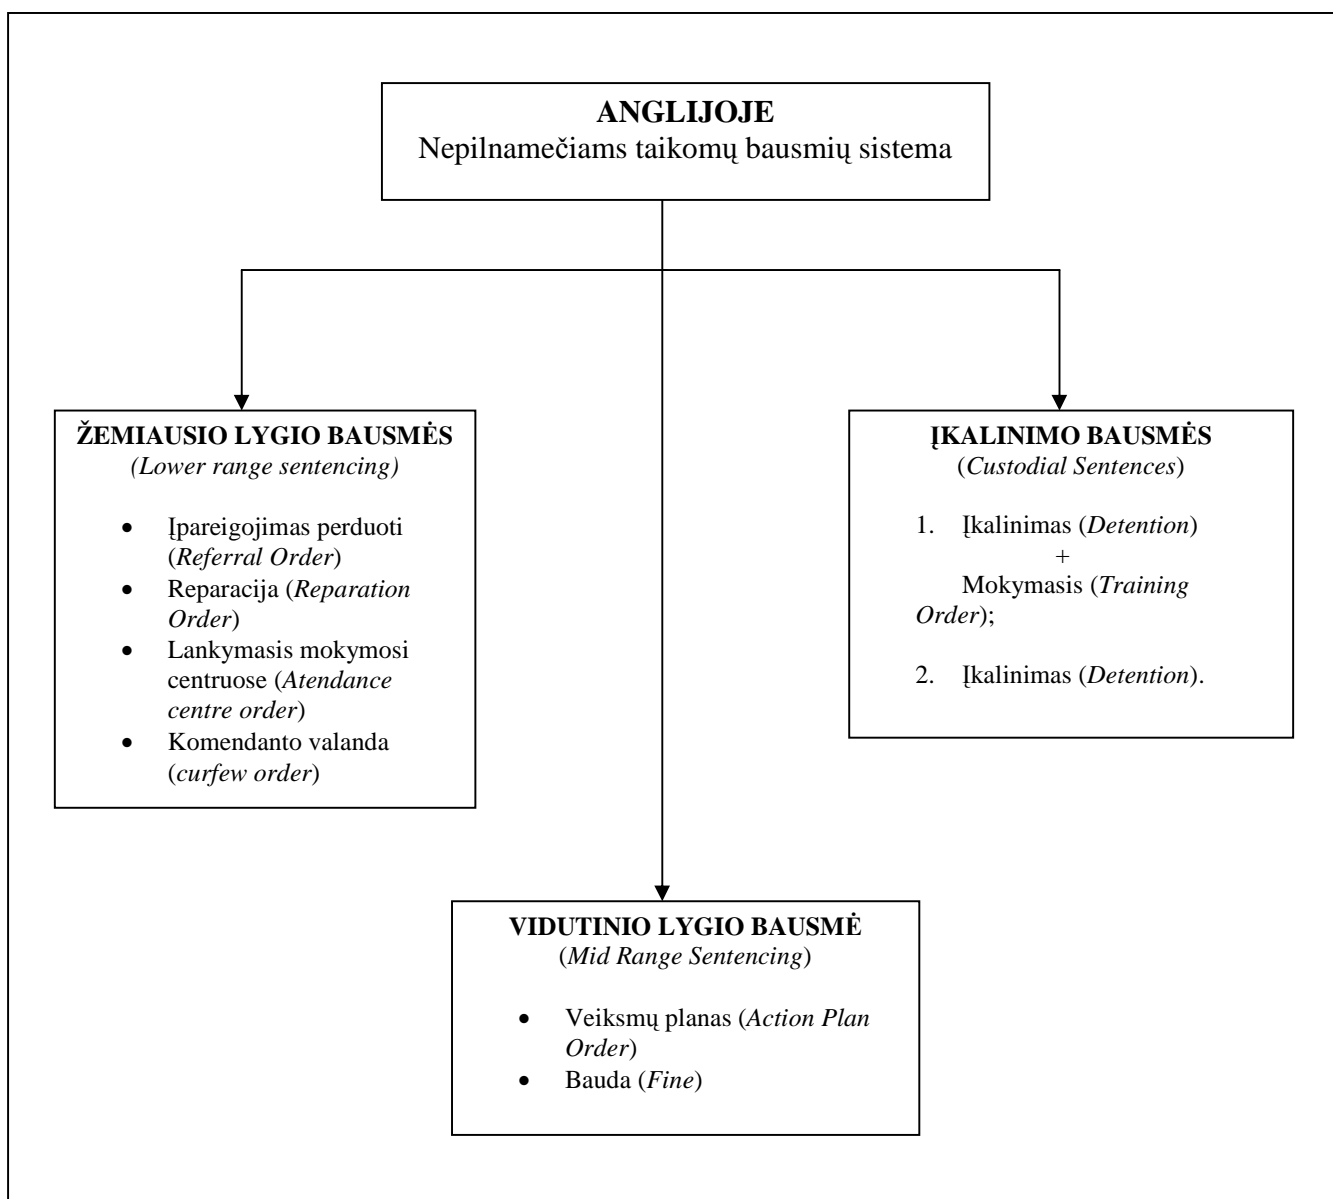 ANGLIJOJE
Nepilnamečiams taikomų bausmių sistema
ŽEMIAUSIO LYGIO BAUSMĖS
(Lower range sentencing)
• Įpareigojimas perduoti
(Referral Order)
• Reparacija (Reparation
Order)
• Lankymasis mokymosi
centruose (Atendance
centre order)
• Komendanto valanda
(curfew order)
ĮKALINIMO BAUSMĖS
(Custodial Sentences)
1. Įkalinimas (Detention)
+
Mokymasis (Training
Order);
2. Įkalinimas (Detention).
VIDUTINIO LYGIO BAUSMĖ
(Mid Range Sentencing)
• Veiksmų planas (Action Plan
Order)
• Bauda (Fine)